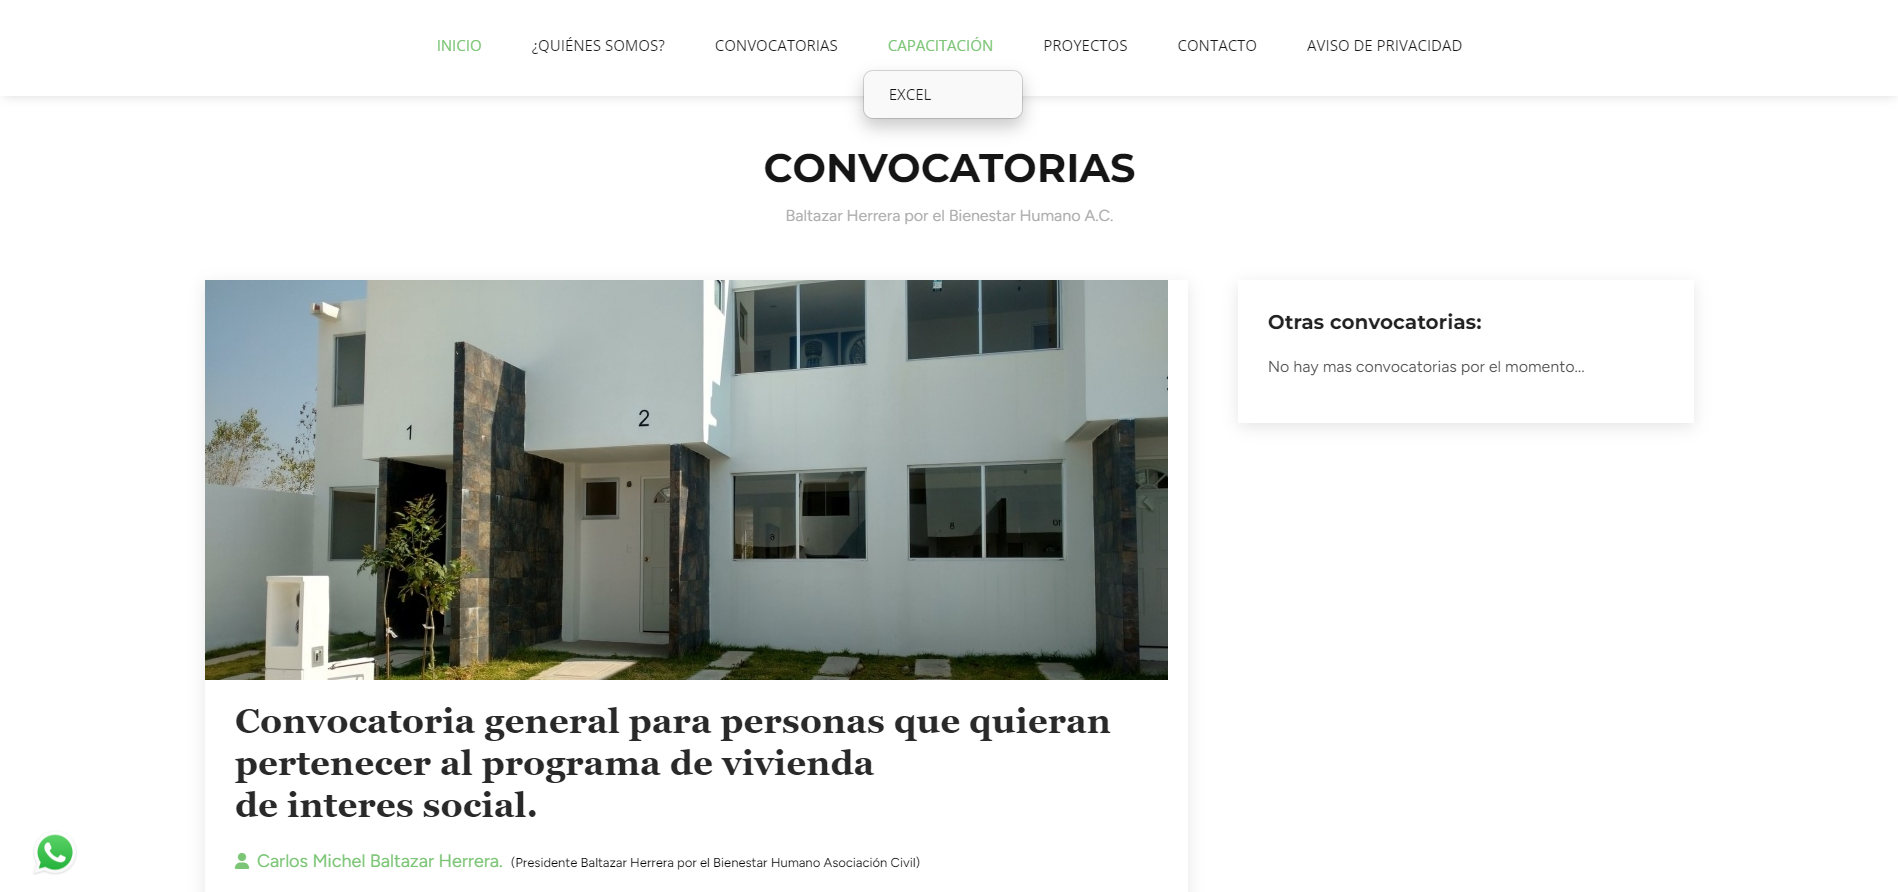 INICIO
¿QUIÉNES SOMOS?
CONVOCATORIAS
CAPACITACIÓN
PROYECTOS
CONTACTO
AVISO DE PRIVACIDAD
EXCEL
CONVOCATORIAS
Baltazar Herrera por el Bienestar Humano A.C.
1
2
8
8
Convocatoria general para personas que quieran
pertenecer al programa de vivienda
de interes social.
Carlos Michel Baltazar Herrera. (Presidente Baltazar Herrera por el Bienestar Humano Asociación Civil)
Otras convocatorias:
No hay mas convocatorias por el momento...